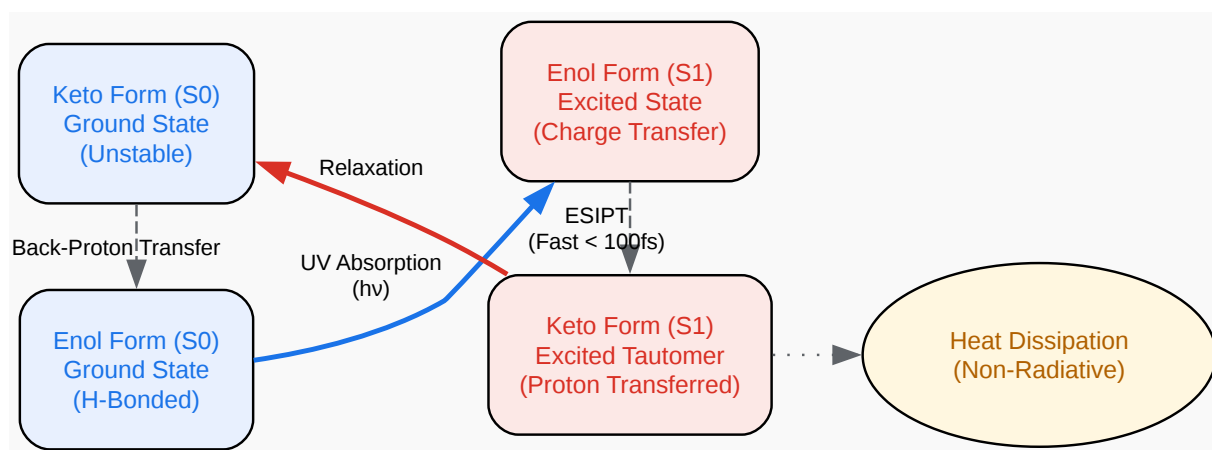 Keto Form (S0)
Ground State
(Unstable)
Enol Form (S1)
Excited State
(Charge Transfer)
Relaxation
ESIPT
(Fast < 100fs)
Back-Proton Transfer
UV Absorption
(hν)
Enol Form (S0)
Ground State
(H-Bonded)
Keto Form (S1)
Excited Tautomer
(Proton Transferred)
Heat Dissipation
(Non-Radiative)